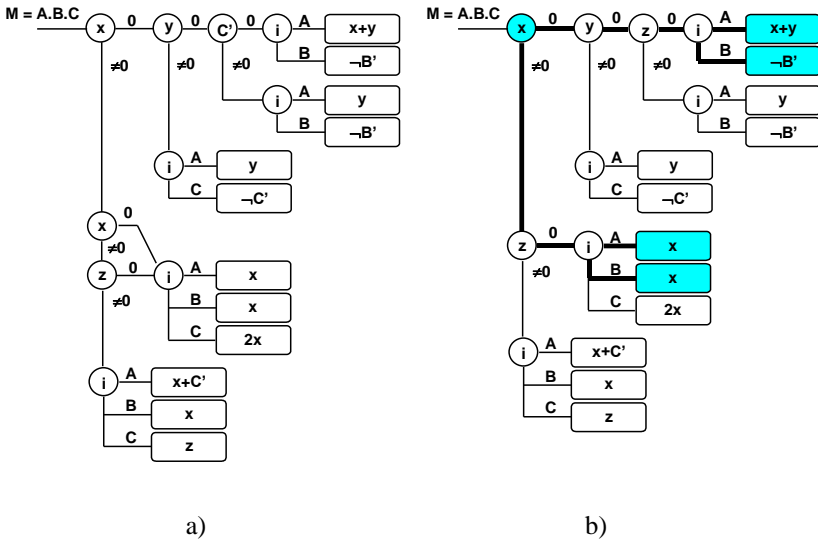 M = A.B.C x 0 y 0 C' 0 i A x+y
B ¬B'
≠0 ≠0 ≠0
i A y
B ¬B'
i A y
C ¬C'
x 0
≠0
z 0 i A x
≠0
B x
C 2x
i A x+C'
B x
C z
a)
M = A.B.C x 0 y 0 z 0 i A x+y
B ¬B'
≠0 ≠0 ≠0
i A y
B ¬B'
i A y
C ¬C'
z 0 i A x
≠0
B x
C 2x
i A x+C'
B x
C z
b)